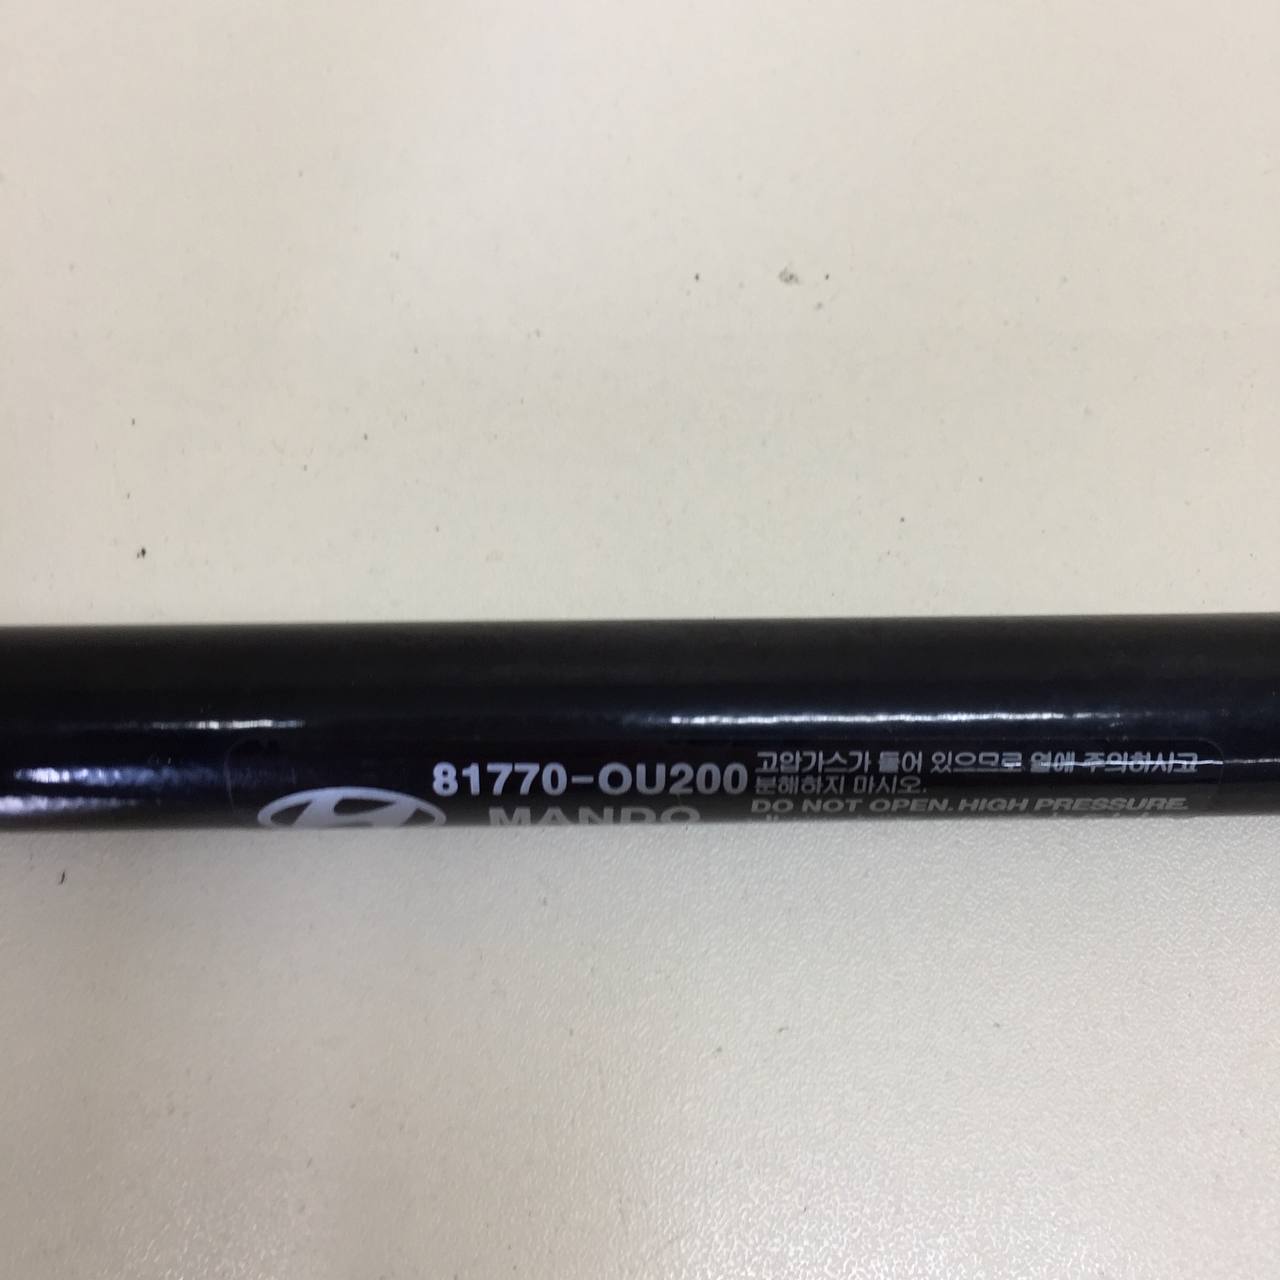 81770-OU200
MANDO
고압가스가 들어 있으므로 열에 주의하시고
분해하지 마시오.
DO NOT OPEN. HIGH PRESSURE.